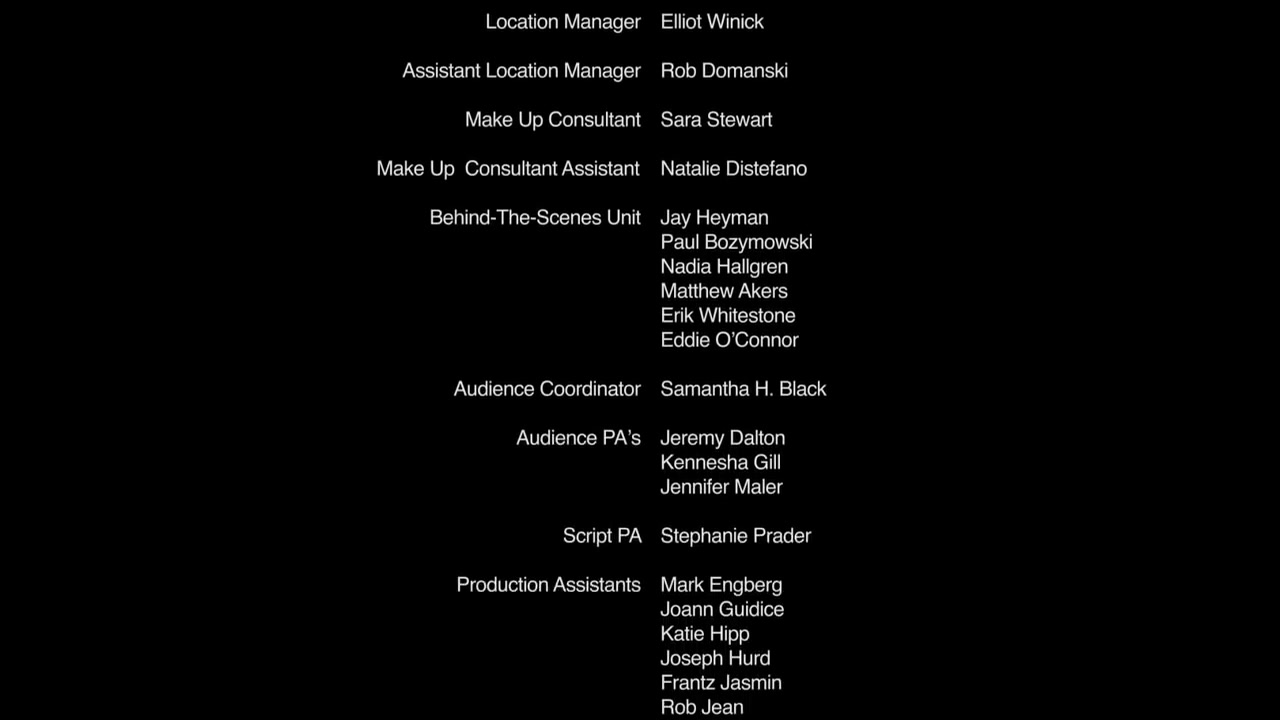 Location Manager Elliot Winick
Assistant Location Manager Rob Domanski
Make Up Consultant Sara Stewart
Make Up  Consultant Assistant Natalie Distefano
Behind-The-Scenes Unit Jay Heyman
Paul Bozymowski
Nadia Hallgren
Matthew Akers
Erik Whitestone
Eddie O’Connor
Audience Coordinator Samantha H. Black
Audience PA’s Jeremy Dalton
Kennesha Gill
Jennifer Maler
Script PA Stephanie Prader
Production Assistants Mark Engberg
Joann Guidice
Katie Hipp
Joseph Hurd
Frantz Jasmin
Rob Jean